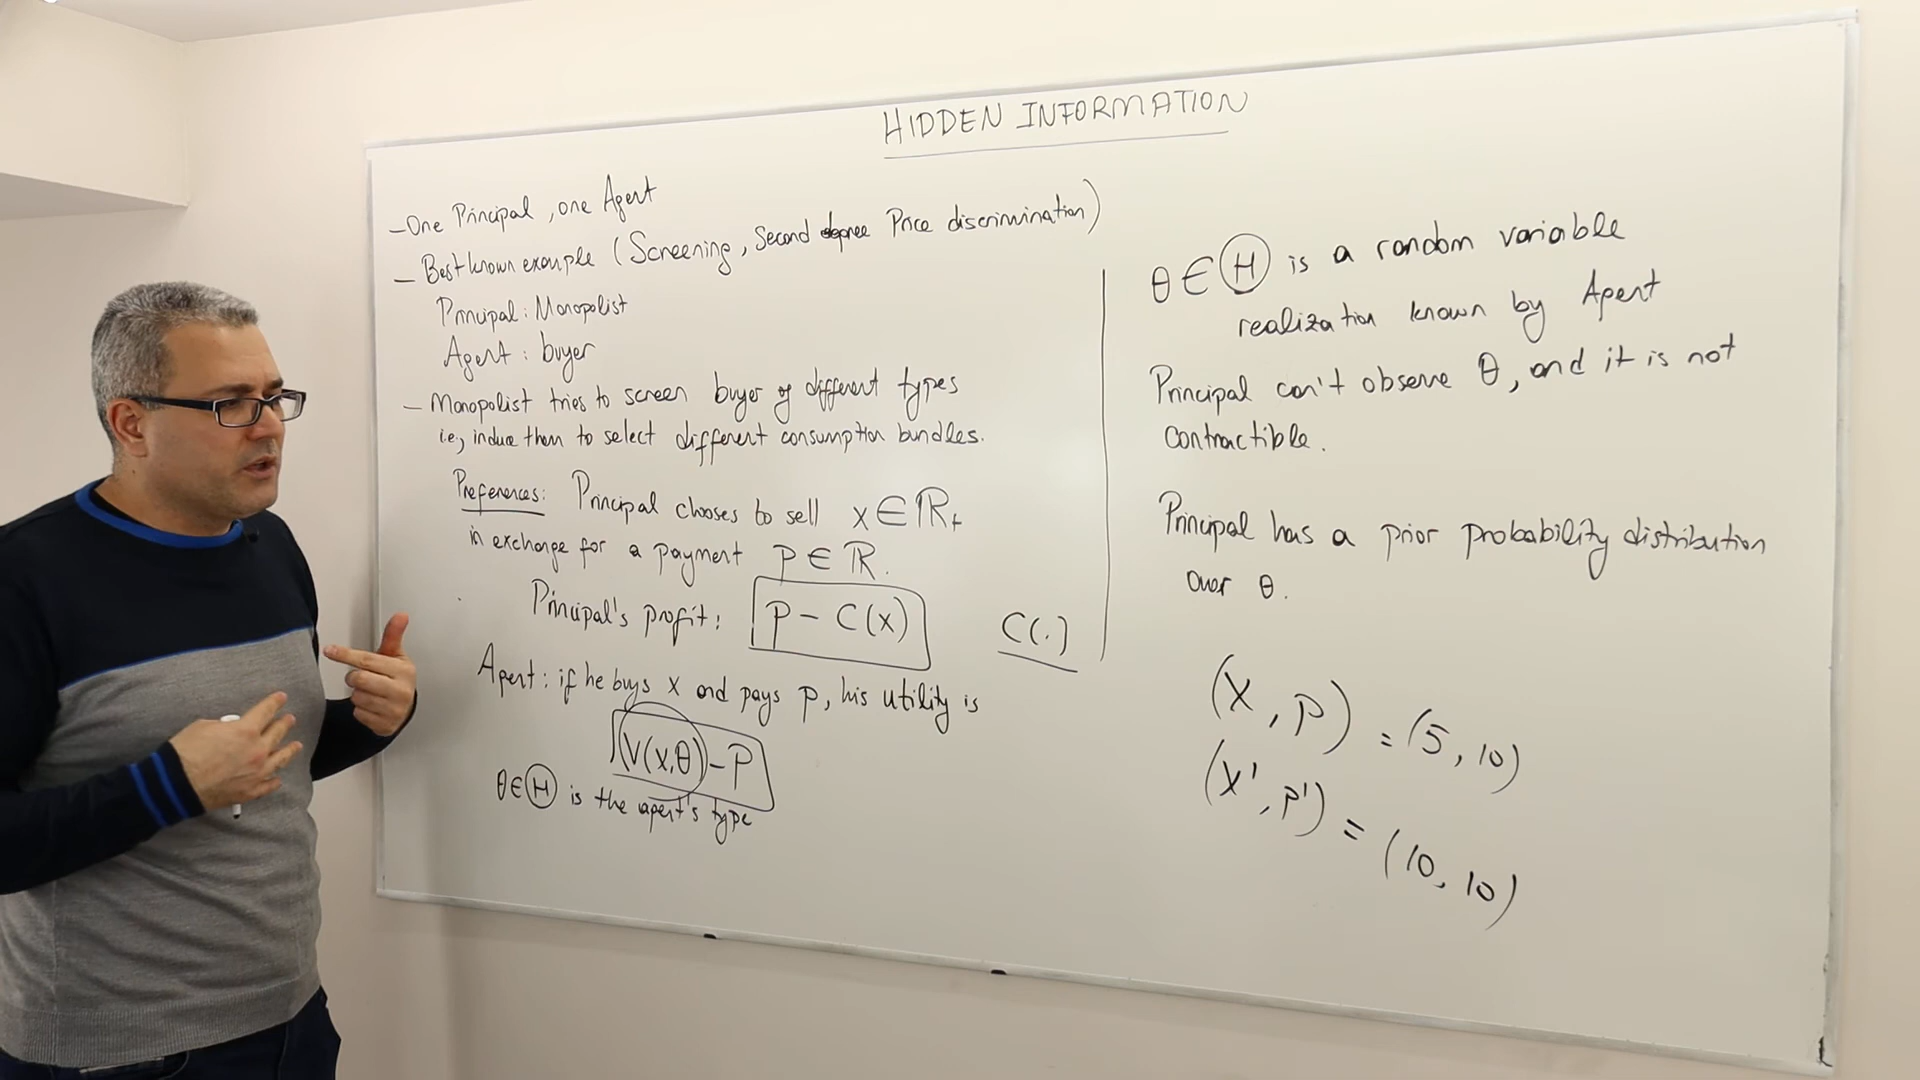 HIDDEN INFORMATION
– One Principal, one Agent
– Best known example (Screening, Second degree Price discrimination)
Principal: Monopolist
Agent: buyer
– Monopolist tries to screen buyer of different types
i.e., induce them to select different consumption bundles.
Preferences: Principal chooses to sell x ∈ ℝ₊
in exchange for a payment p ∈ ℝ.
Principal's profit: p – C(x) C(.)
Agent: if he buys x and pays p, his utility is
V(x,θ) – P
θ ∈ Θ is the agent's type
θ ∈ Θ is a random variable
realization known by Agent
Principal can't observe θ, and it is not
contractible.
Principal has a prior probability distribution
over θ.
(x, p) = (5, 10)
(x', p') = (10, 10)